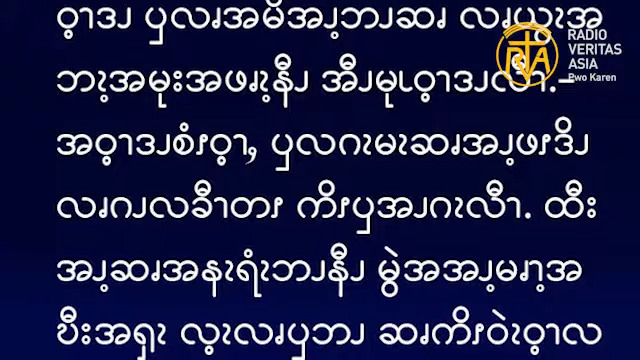 ဝ့ၫဒၪ ပှလၧအမိအၪ့ဘၪဆၧ လၧယွဲၩအ
ဘၩ့အမုးအဖၧၩ့နီၪ အီၪမုၬဝ့ၫဒၪလီၫ.–
အဝ့ၫဒၪစံၭဝ့ၫ, ပှလဂၩမၩဆၧအၪ့ဖၭဒိၪ
လၧဂၪလခီၫတၭ ကိၭပှအၪဂၩလီၫ. ထီး
အၪ့ဆၧအနၩရံၩဘၪနီၪ မွဲအအၪ့မၧၫ့အ
ဎီးအရှၩ လ့ၩလၧပှဘၪ ဆၧကိၭဝဲၩဝ့ၫလ
RADIO
VERITAS
ASIA
Pwo Karen